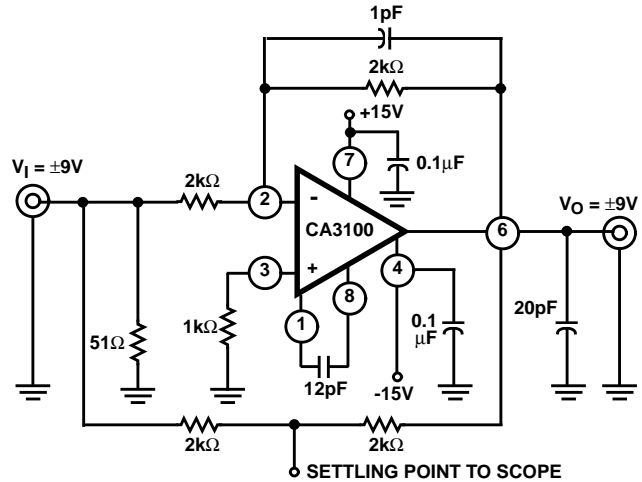 1pF
2kΩ
+15V
V_I = ±9V
7
0.1μF
2kΩ
2
-
CA3100
V_O = ±9V
6
3
+
4
8
1
1kΩ
51Ω
0.1
μF
20pF
12pF
-15V
2kΩ
2kΩ
SETTLING POINT TO SCOPE